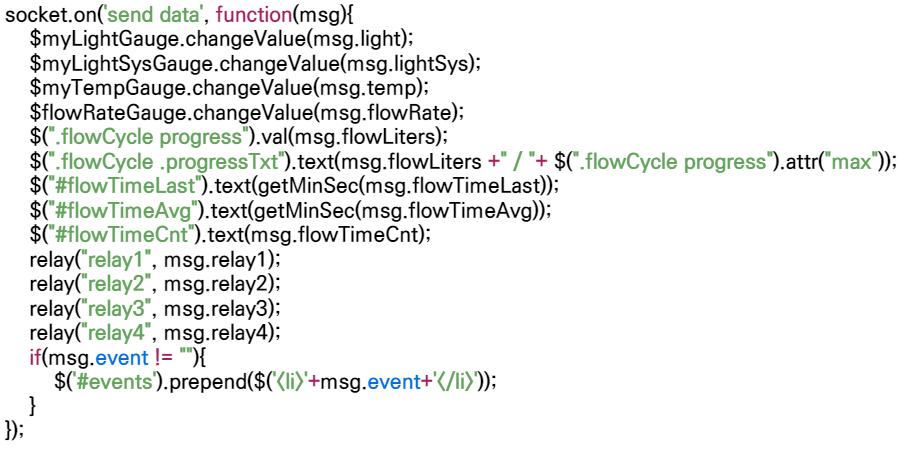 socket.on('send data', function(msg){
$myLightGauge.changeValue(msg.light);
$myLightSysGauge.changeValue(msg.lightSys);
$myTempGauge.changeValue(msg.temp);
$flowRateGauge.changeValue(msg.flowRate);
$(".flowCycle progress").val(msg.flowLiters);
$(".flowCycle .progressTxt").text(msg.flowLiters +" / "+ $(".flowCycle progress").attr("max"));
$("#flowTimeLast").text(getMinSec(msg.flowTimeLast));
$("#flowTimeAvg").text(getMinSec(msg.flowTimeAvg));
$("#flowTimeCnt").text(msg.flowTimeCnt);
relay("relay1", msg.relay1);
relay("relay2", msg.relay2);
relay("relay3", msg.relay3);
relay("relay4", msg.relay4);
if(msg.event != ""){
$('#events').prepend($('〈li〉'+msg.event+'〈/li〉'));
}
});